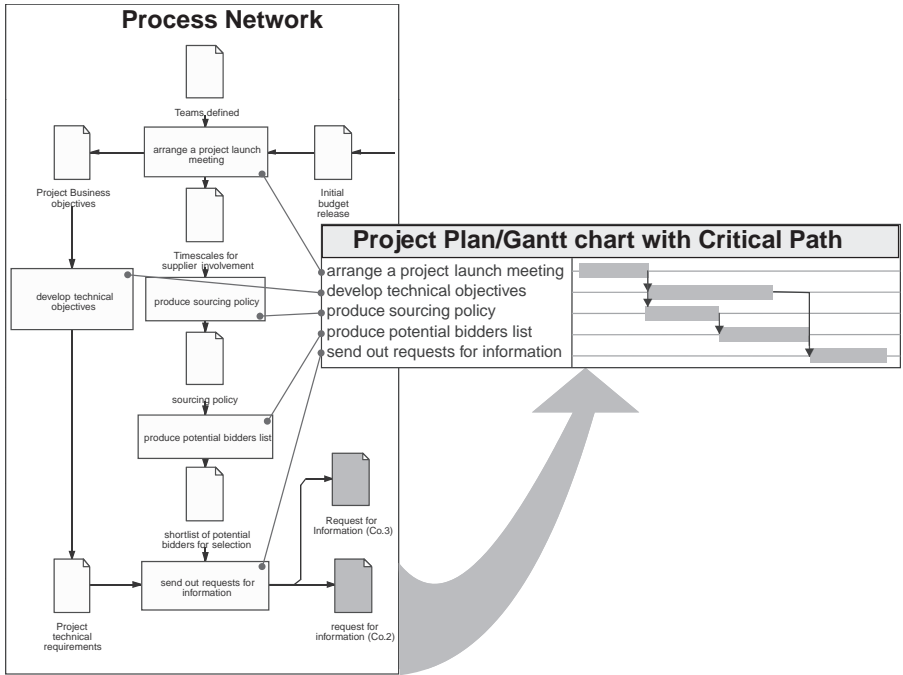 Process Network
Teams defined
arrange a project launch
meeting
Project Business
objectives
Initial
budget
release
Timescales for
supplier involvement
develop technical
objectives
produce sourcing policy
sourcing policy
produce potential bidders list
shortlist of potential
bidders for selection
Request for
Information (Co.3)
send out requests for
information
Project
technical
requirements
request for
information (Co.2)
Project Plan/Gantt chart with Critical Path
arrange a project launch meeting
develop technical objectives
produce sourcing policy
produce potential bidders list
send out requests for information